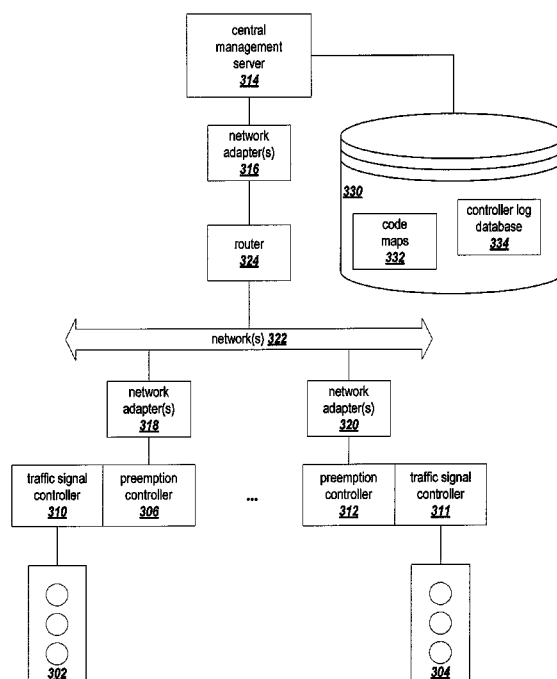 central
management
server
314
network
adapter(s)
316
330
controller log
database
334
code
maps
332
router
324
network(s) 322
network
adapter(s)
318
network
adapter(s)
320
traffic signal
controller
310
preemption
controller
306
...
preemption
controller
312
traffic signal
controller
311
302
304